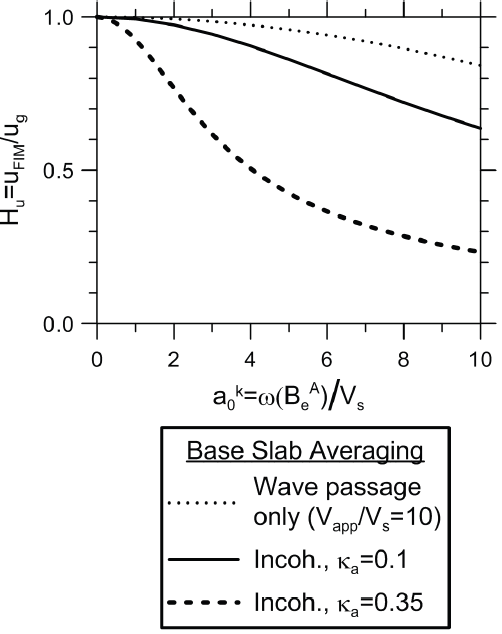 1.0
0.5
0.0
H_u=u_FIM/u_g
0 2 4 6 8 10
a_0^k=ω(B_e^A)/V_s
Base Slab Averaging
Wave passage
only (V_app/V_s=10)
Incoh., κ_a=0.1
Incoh., κ_a=0.35